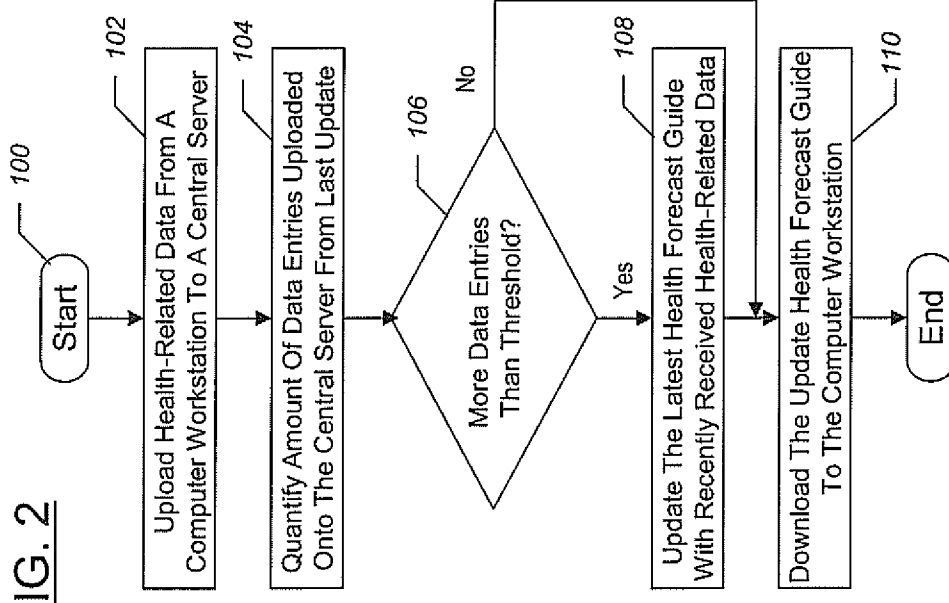 IG. 2
Start
100
Upload Health-Related Data From A
Computer Workstation To A Central Server
102
Quantify Amount Of Data Entries Uploaded
Onto The Central Server From Last Update
104
More Data Entries
Than Threshold?
106
No
Yes
Update The Latest Health Forecast Guide
With Recently Received Health-Related Data
108
Download The Update Health Forecast Guide
To The Computer Workstation
110
End